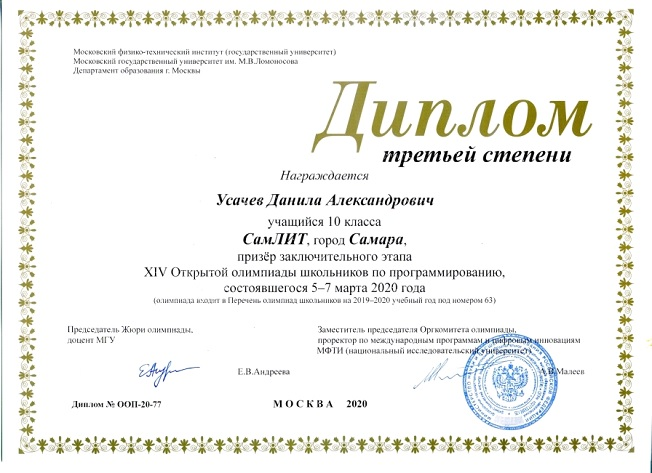 Московский физико-технический институт (государственный университет)
Московский государственный университет им. М.В.Ломоносова
Департамент образования г. Москвы
Диплом
третьей степени
Награждается
Усачев Данила Александрович
учащийся 10 класса
СамЛИТ, город Самара,
призёр заключительного этапа
XIV Открытой олимпиады школьников по программированию,
состоявшегося 5–7 марта 2020 года
(олимпиада входит в Перечень олимпиад школьников на 2019–2020 учебный год под номером 63)
Председатель Жюри олимпиады,
доцент МГУ
Е.В.Андреева
Заместитель председателя Оргкомитета олимпиады,
проректор по международным программам и цифровым инновациям
МФТИ (национальный исследовательский университет)
А.В.Малеев
Диплом № ООП-20-77
МОСКВА 2020